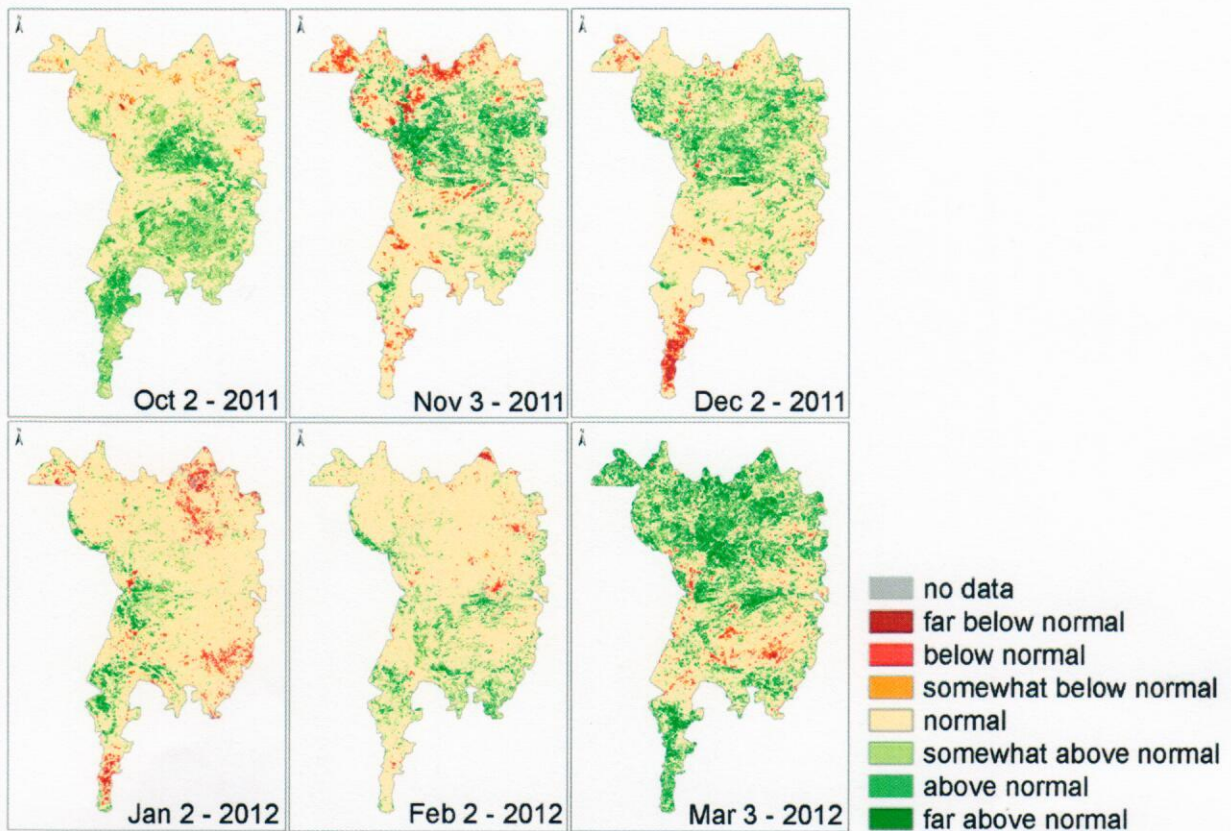 Oct 2 - 2011
Nov 3 - 2011
Dec 2 - 2011
Jan 2 - 2012
Feb 2 - 2012
Mar 3 - 2012
no data
far below normal
below normal
somewhat below normal
normal
somewhat above normal
above normal
far above normal